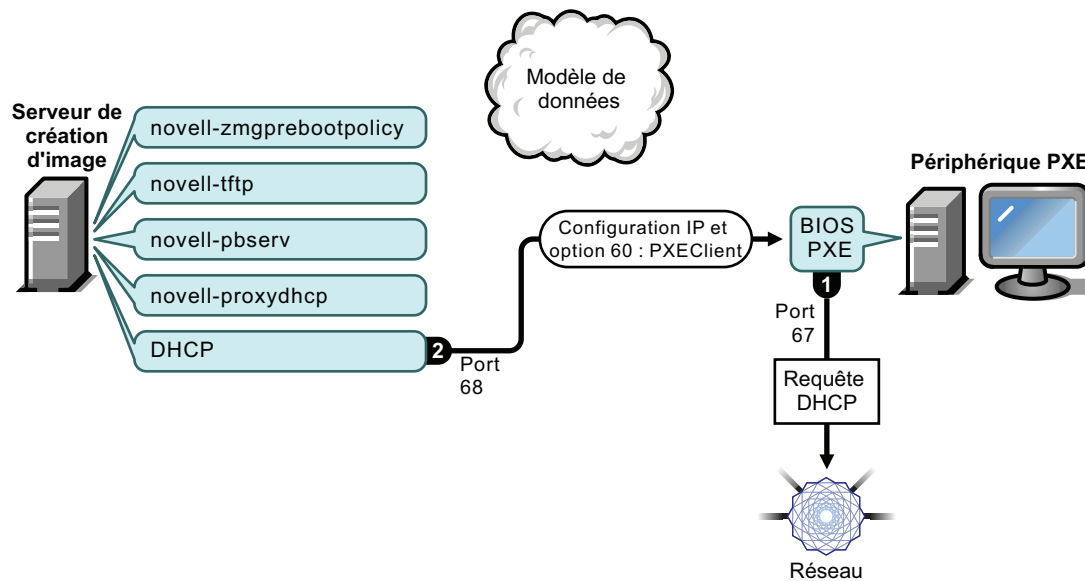 Modèle de
données
Serveur de
création
d'image
novell-zmgprebootpolicy
novell-tftp
novell-pbserv
novell-proxydhcp
DHCP
2
Port
68
Configuration IP et
option 60 : PXEClient
Périphérique PXE
BIOS
PXE
1
Port
67
Requête
DHCP
Réseau